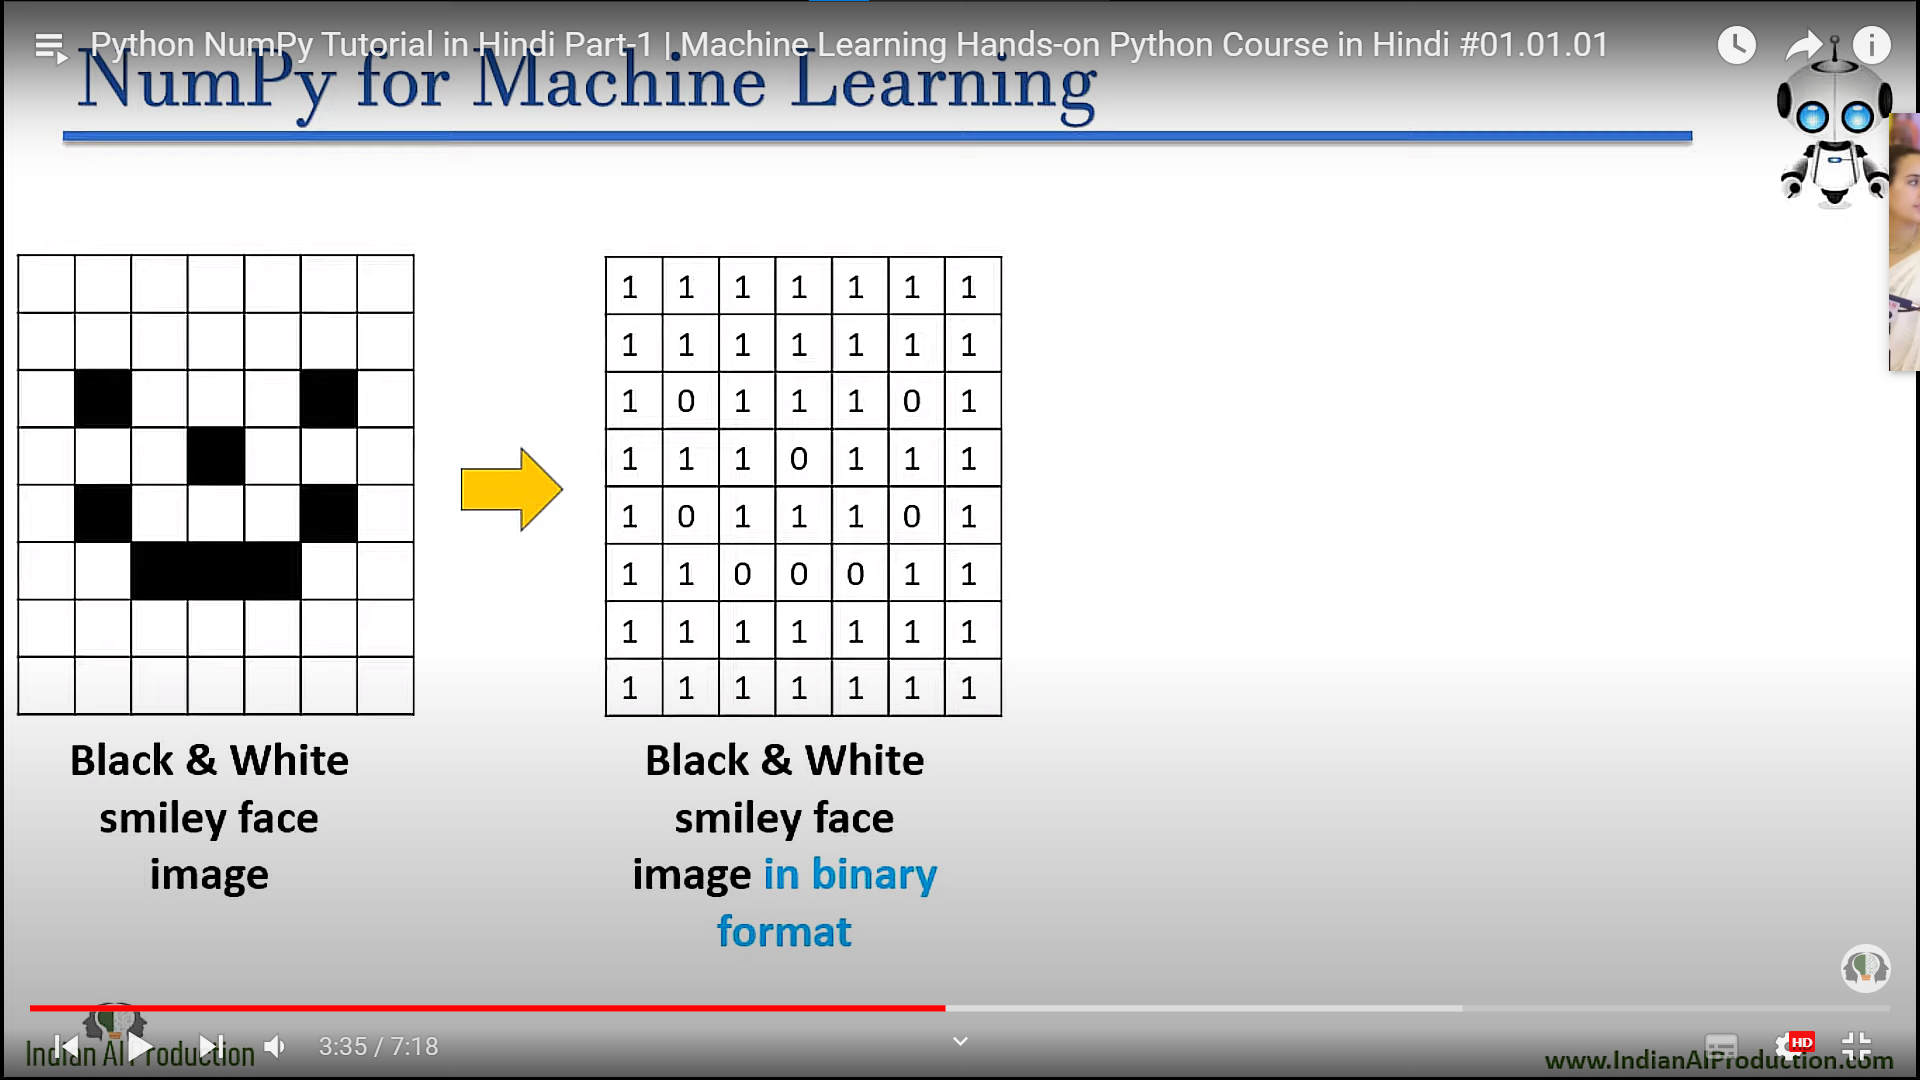 Python NumPy Tutorial in Hindi Part-1 | Machine Learning Hands-on Python Course in Hindi #01.01.01
NumPy for Machine Learning
1 1 1 1 1 1 1
1 1 1 1 1 1 1
1 0 1 1 1 0 1
1 1 1 0 1 1 1
1 0 1 1 1 0 1
1 1 0 0 0 1 1
1 1 1 1 1 1 1
1 1 1 1 1 1 1
Black & White
smiley face
image
Black & White
smiley face
image in binary
format
3:35 / 7:18
HD
Indian AI Production
www.IndianAIProduction.com